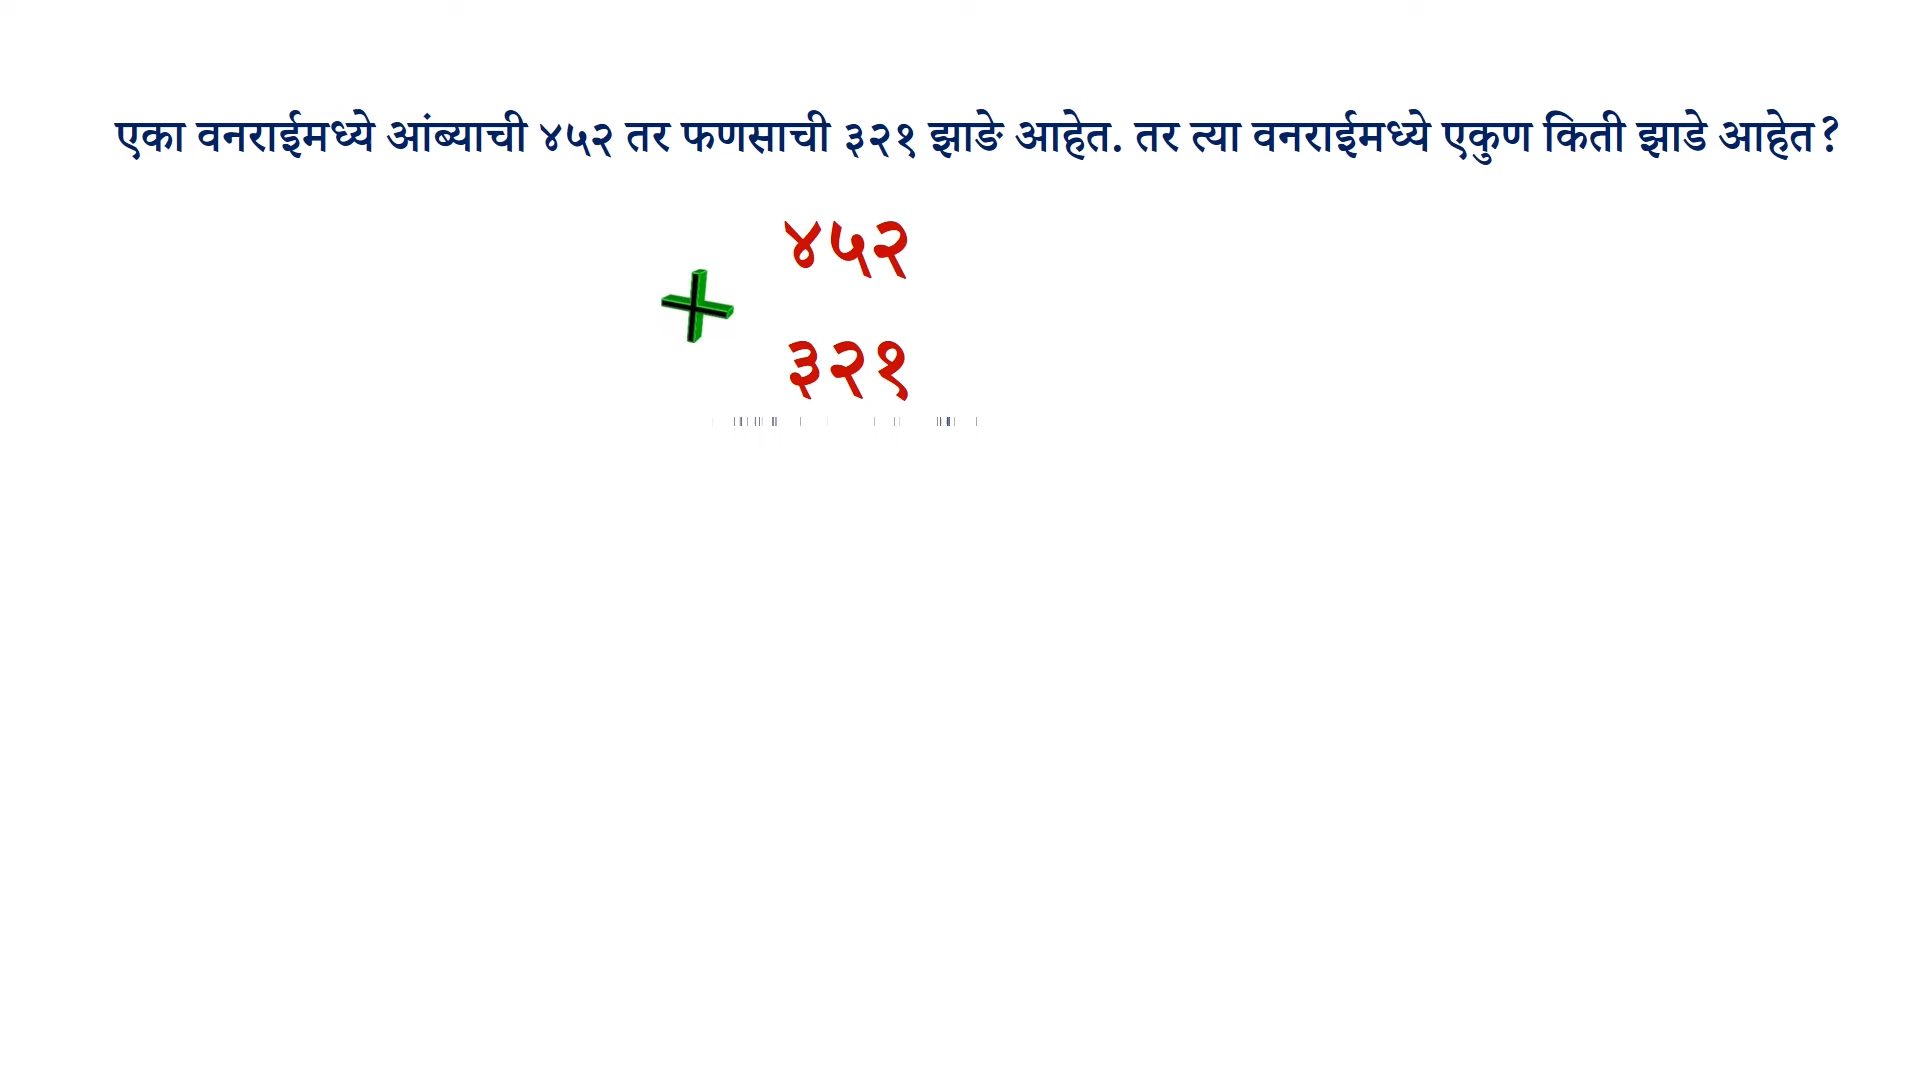 एका वनराईमध्ये आंब्याची ४५२ तर फणसाची ३२१ झाडे आहेत. तर त्या वनराईमध्ये एकुण किती झाडे आहेत?
४५२
+
३२१